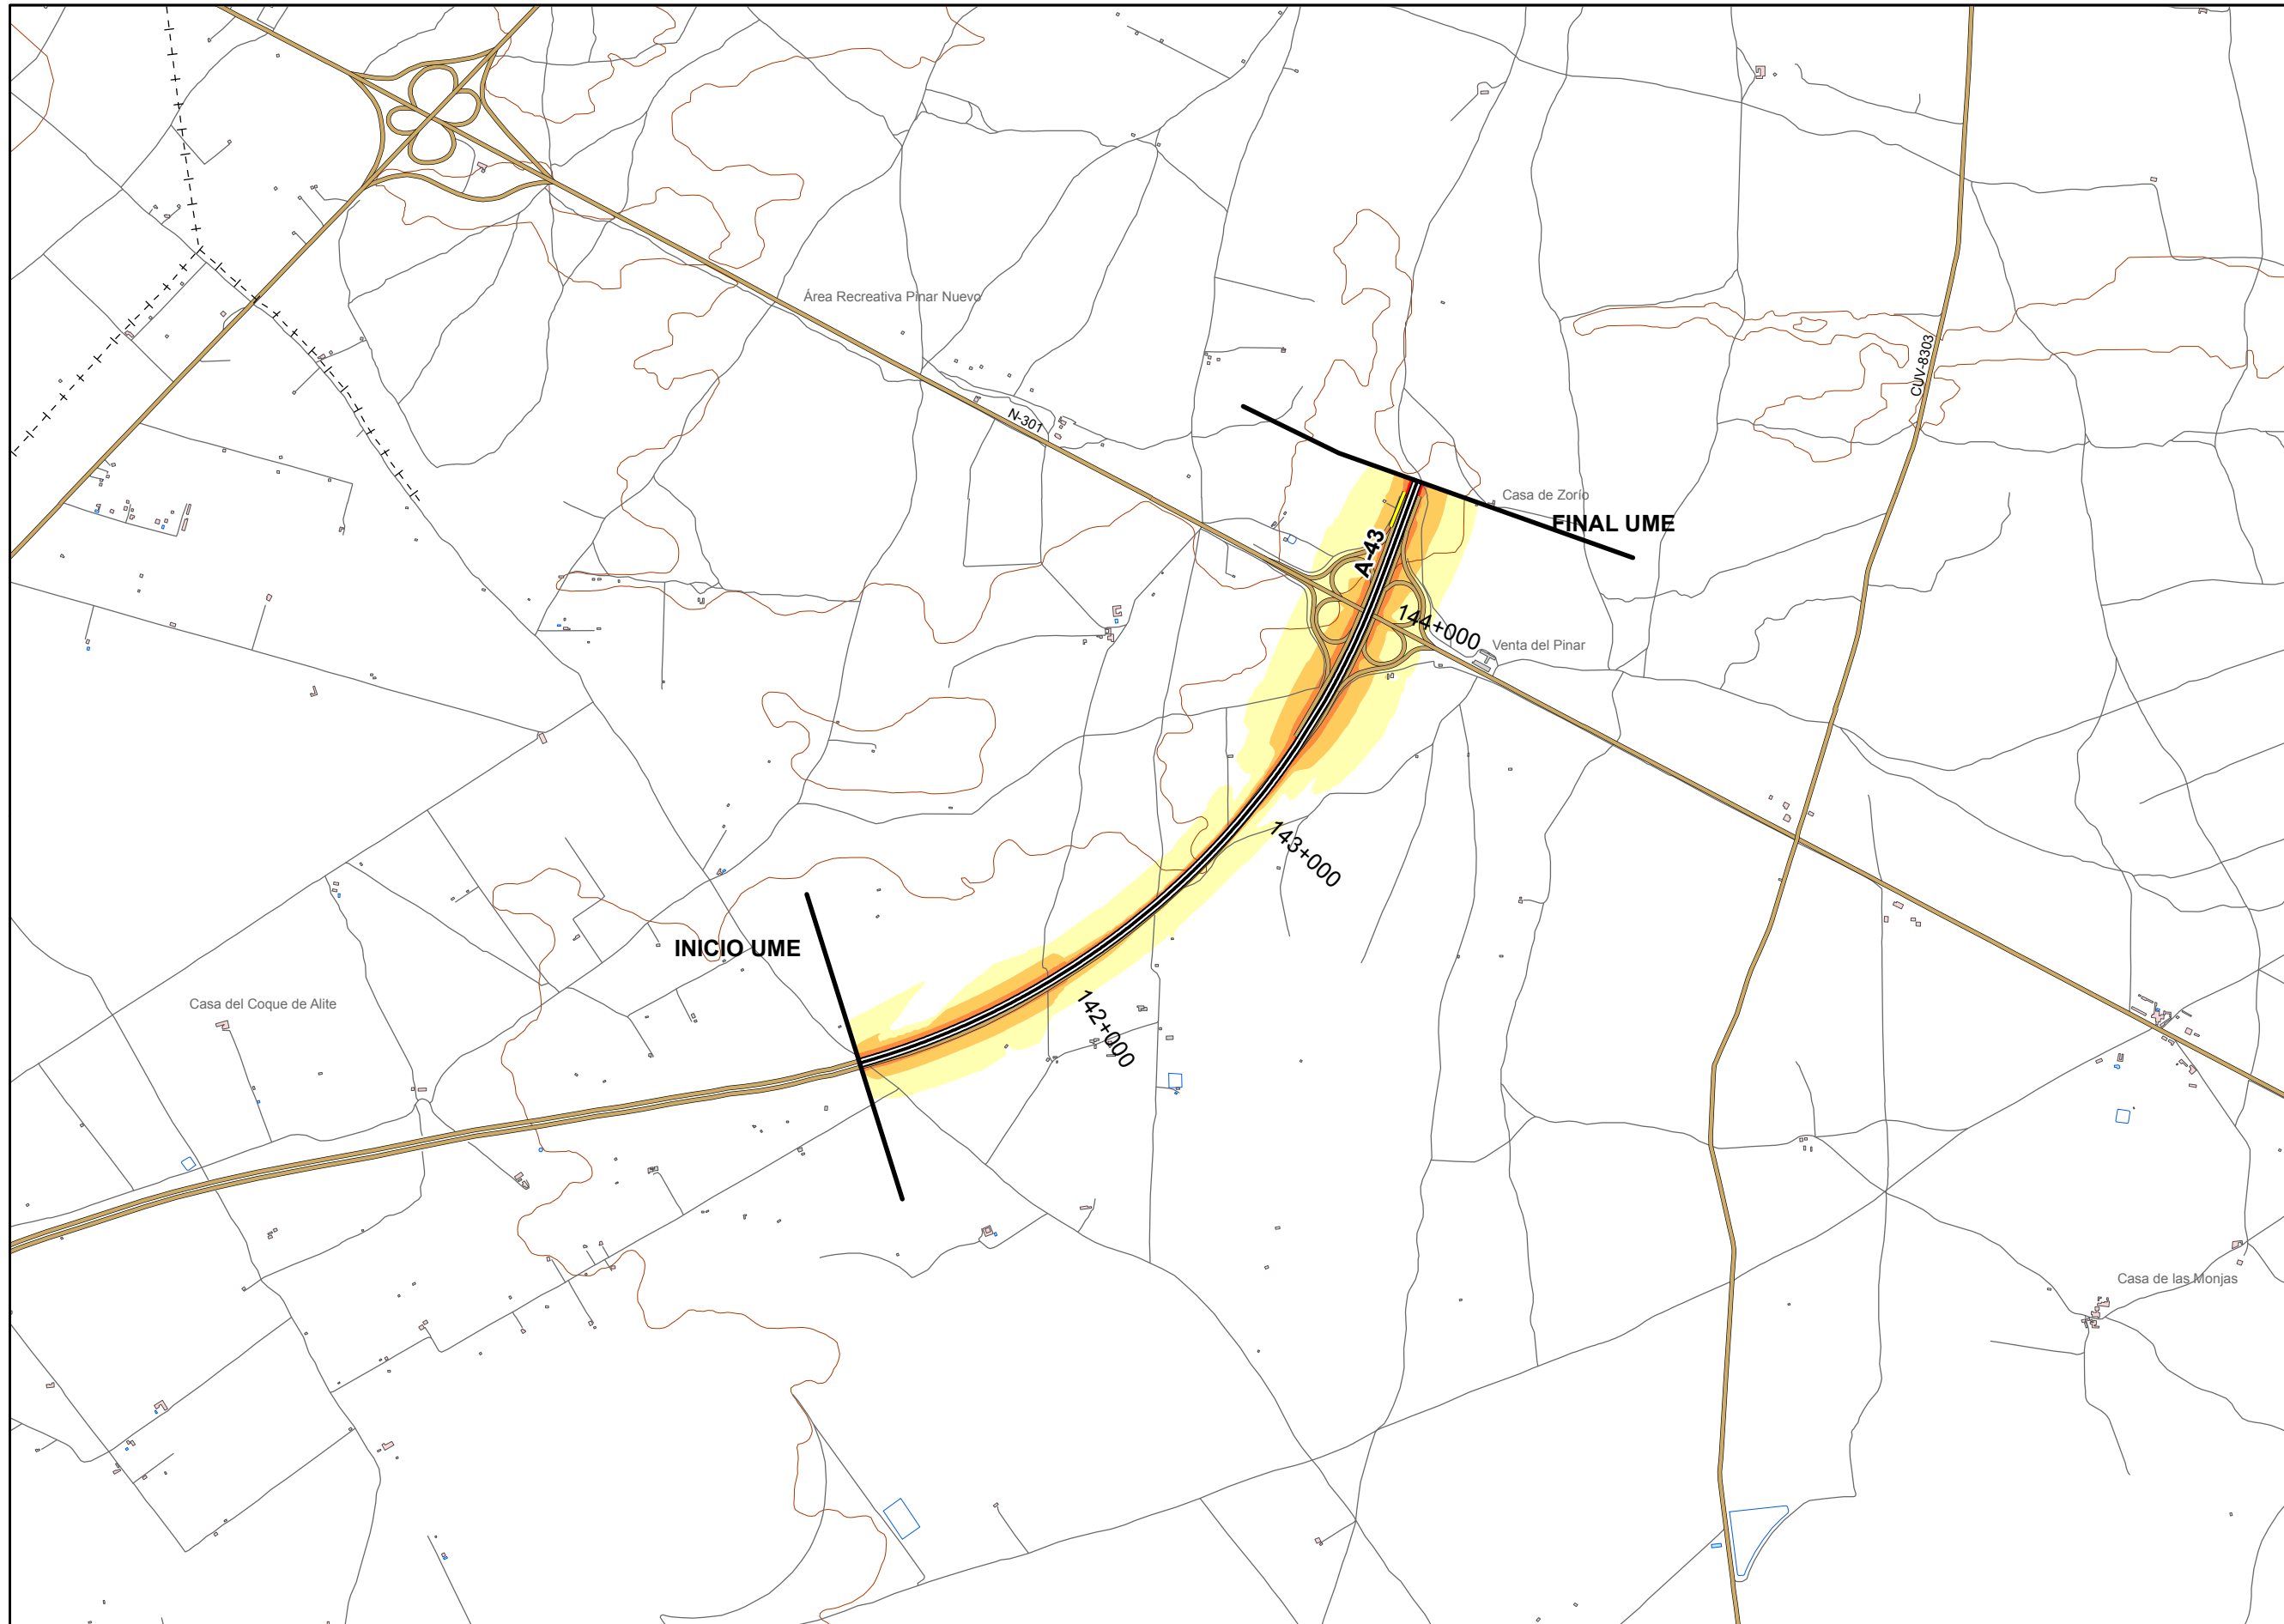 Área Recreativa Pinar Nuevo
CUV-8303
N-301
Casa de Zorío
FINAL UME
A-43
144+000
Venta del Pinar
143+000
INICIO UME
Casa del Coque de Alite
142+000
Casa de las Monjas